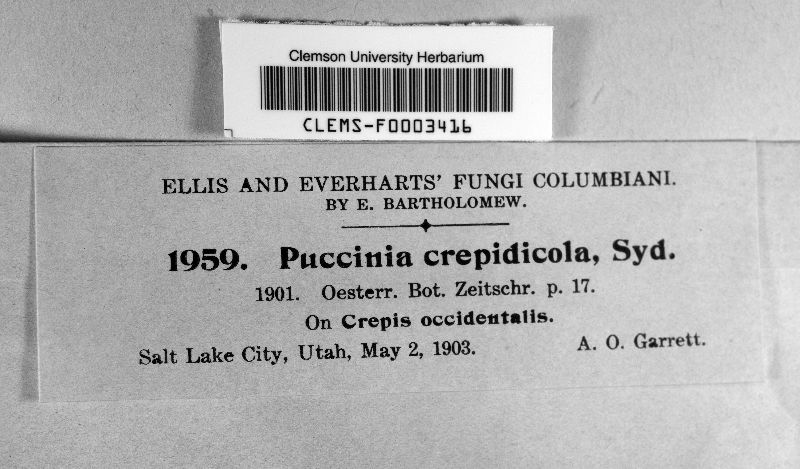 Clemson University Herbarium
CLEMS-F0003416
ELLIS AND EVERHARTS' FUNGI COLUMBIANI.
BY E. BARTHOLOMEW.
1959. Puccinia crepidicola, Syd.
1901. Oesterr. Bot. Zeitschr. p. 17.
On Crepis occidentalis.
Salt Lake City, Utah, May 2, 1903. A. O. Garrett.